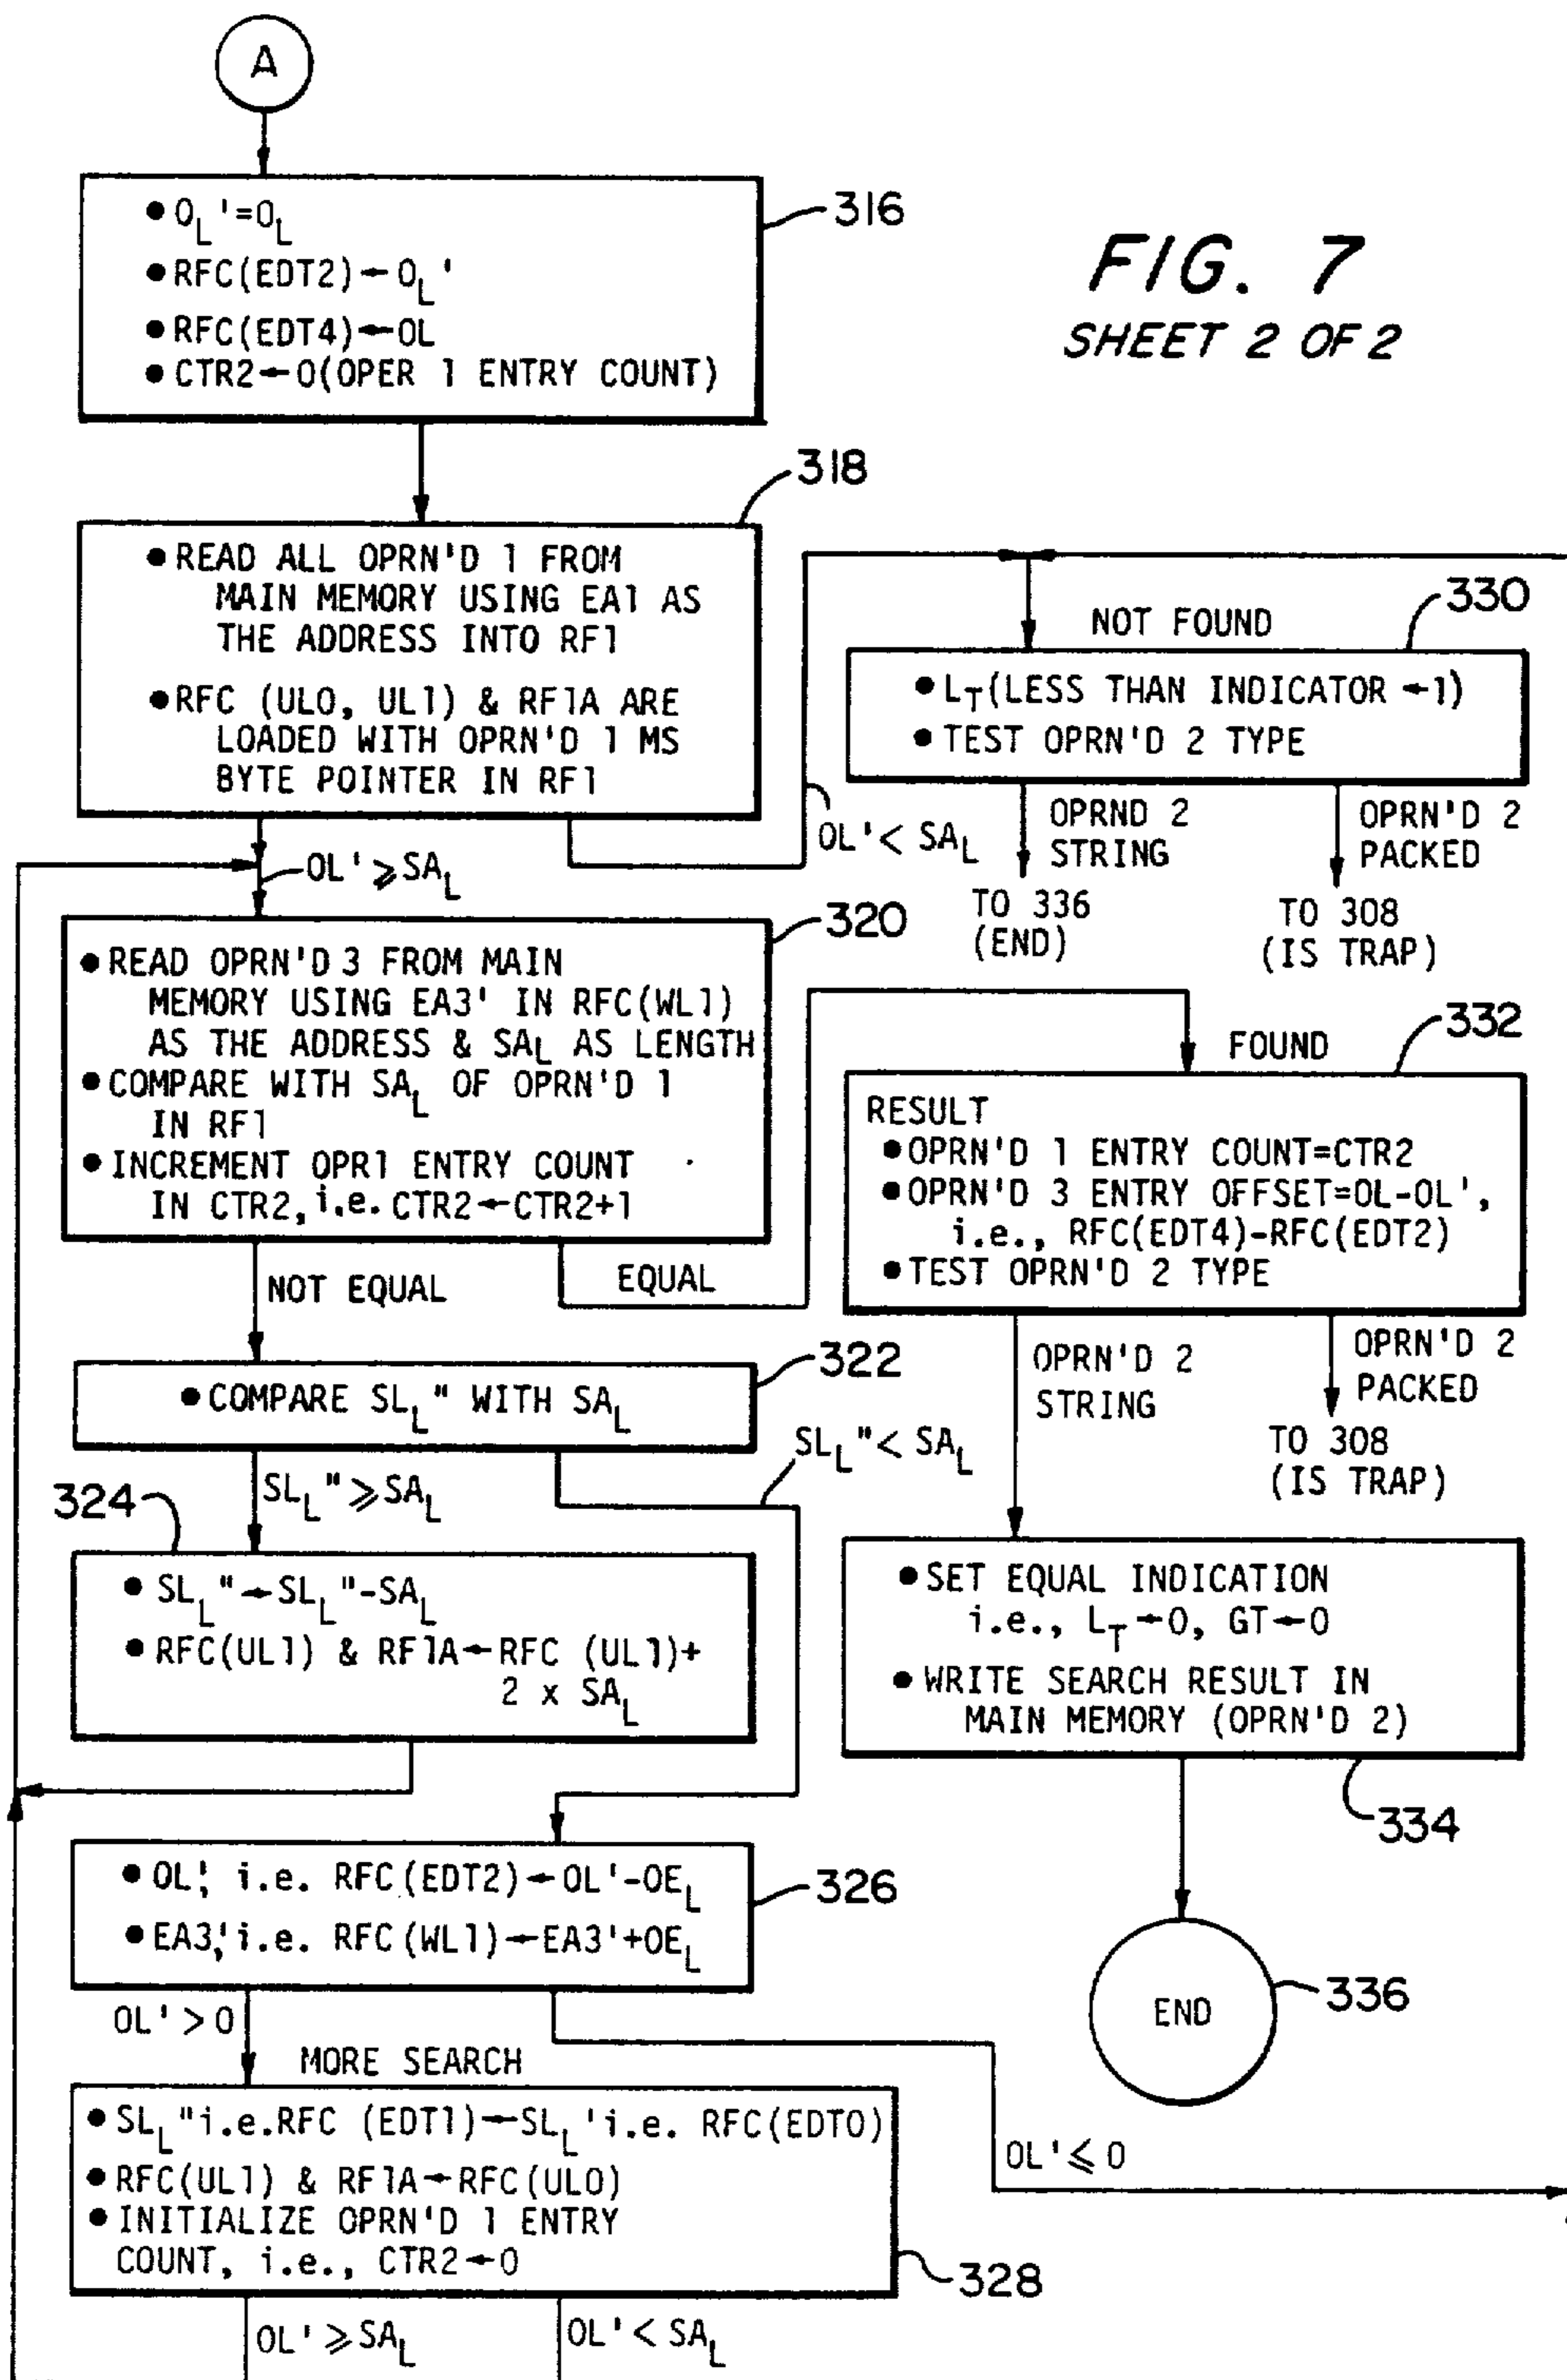 A
316
• O_L'=O_L
• RFC(EDT2)←O_L'
• RFC(EDT4)←OL
• CTR2←0(OPER 1 ENTRY COUNT)
FIG. 7
SHEET 2 OF 2
318
• READ ALL OPRN'D 1 FROM
MAIN MEMORY USING EA1 AS
THE ADDRESS INTO RF1
• RFC (UL0, UL1) & RF1A ARE
LOADED WITH OPRN'D 1 MS
BYTE POINTER IN RF1
OL' < SA_L
OL' ⩾ SA_L
320
• READ OPRN'D 3 FROM MAIN
MEMORY USING EA3' IN RFC(WL1)
AS THE ADDRESS & SA_L AS LENGTH
• COMPARE WITH SA_L OF OPRN'D 1
IN RF1
• INCREMENT OPR1 ENTRY COUNT
IN CTR2, i.e. CTR2←CTR2+1
NOT EQUAL
EQUAL
322
• COMPARE SL_L" WITH SA_L
SL_L" ⩾ SA_L
SL_L" < SA_L
324
• SL_L"←SL_L"-SA_L
• RFC(UL1) & RF1A←RFC (UL1)+
2 x SA_L
326
• OL', i.e. RFC(EDT2)←OL'-OE_L
• EA3', i.e. RFC(WL1)←EA3'+OE_L
OL' > 0
MORE SEARCH
OL' ⩽ 0
328
• SL_L" i.e. RFC (EDT1)←SL_L' i.e. RFC(EDT0)
• RFC(UL1) & RF1A←RFC(UL0)
• INITIALIZE OPRN'D 1 ENTRY
COUNT, i.e., CTR2←0
OL' ⩾ SA_L
OL' < SA_L
NOT FOUND
330
• L_T(LESS THAN INDICATOR ←1)
• TEST OPRN'D 2 TYPE
OPRND 2
STRING
TO 336
(END)
OPRN'D 2
PACKED
TO 308
(IS TRAP)
FOUND
332
RESULT
• OPRN'D 1 ENTRY COUNT=CTR2
• OPRN'D 3 ENTRY OFFSET=OL-OL',
i.e., RFC(EDT4)-RFC(EDT2)
• TEST OPRN'D 2 TYPE
OPRN'D 2
STRING
OPRN'D 2
PACKED
TO 308
(IS TRAP)
• SET EQUAL INDICATION
i.e., L_T←0, GT←0
• WRITE SEARCH RESULT IN
MAIN MEMORY (OPRN'D 2)
334
END
336